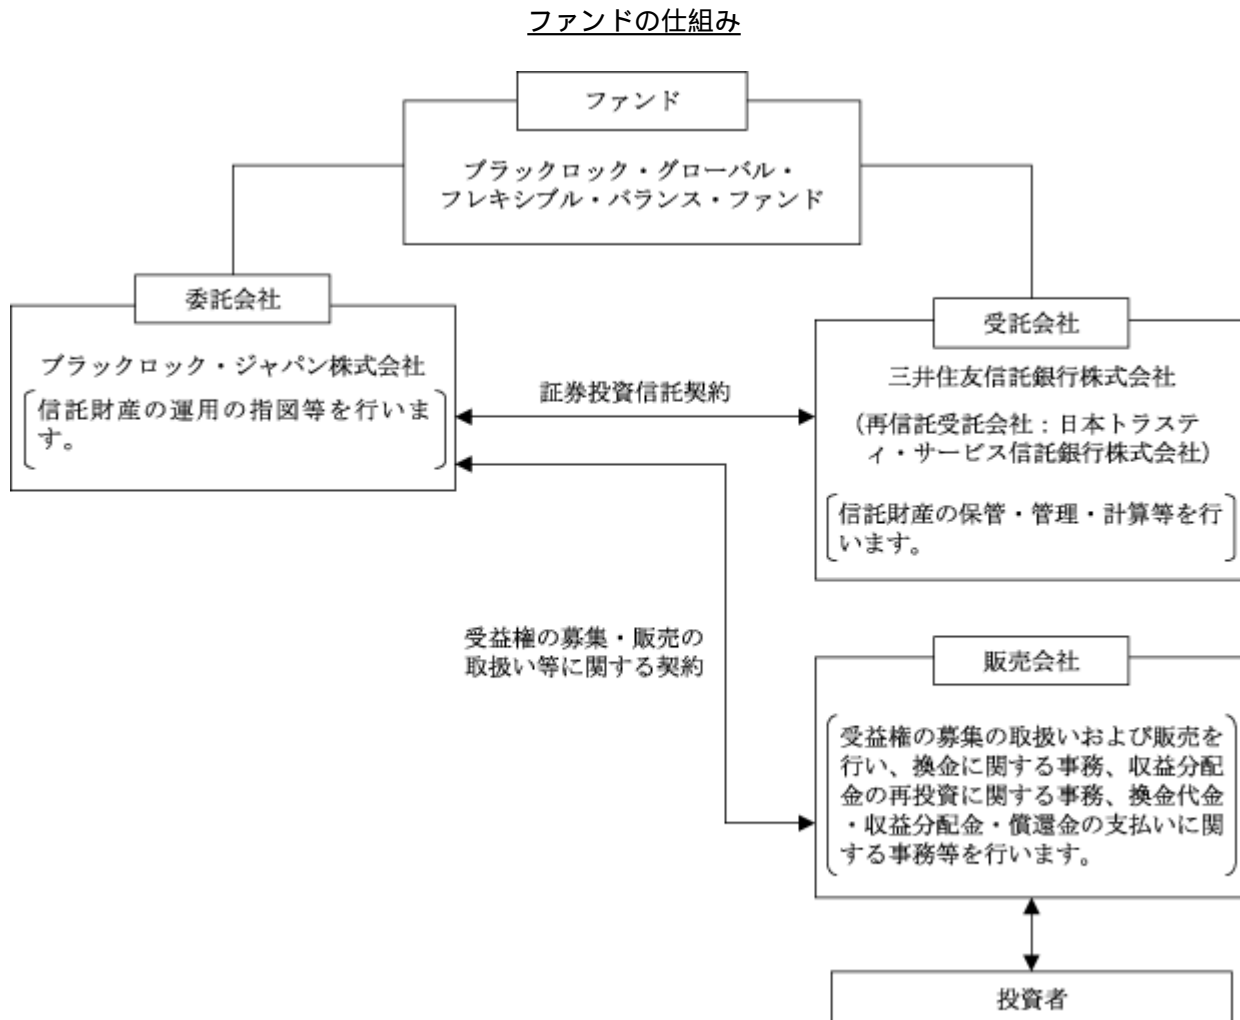 ファンドの仕組み
ファンド
ブラックロック・グローバル・
フレキシブル・バランス・ファンド
委託会社
ブラックロック・ジャパン株式会社
信託財産の運用の指図等を行いま
す。
証券投資信託契約
受託会社
三井住友信託銀行株式会社
（再信託受託会社：日本トラステ
ィ・サービス信託銀行株式会社）
信託財産の保管・管理・計算等を行
います。
受益権の募集・販売の
取扱い等に関する契約
販売会社
受益権の募集の取扱いおよび販売を
行い、換金に関する事務、収益分配
金の再投資に関する事務、換金代金
・収益分配金・償還金の支払いに関
する事務等を行います。
投資者